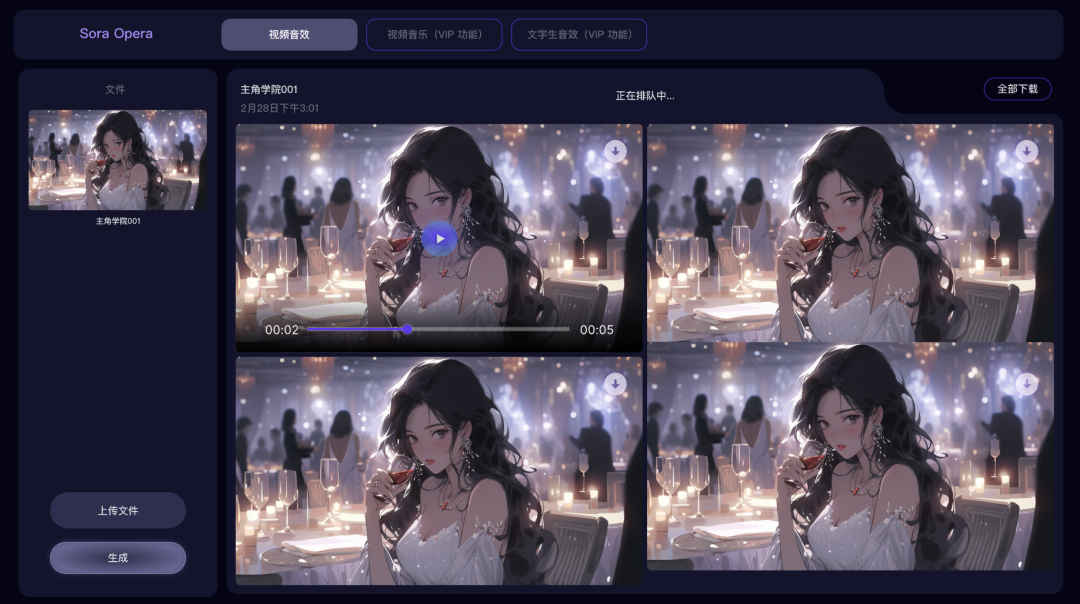 Sora Opera
视频音效
视频音乐（VIP 功能）
文字生音效（VIP 功能）
文件
主角学院001
上传文件
生成
主角学院001
2月28日下午3:01
正在排队中...
全部下载
00:02
00:05